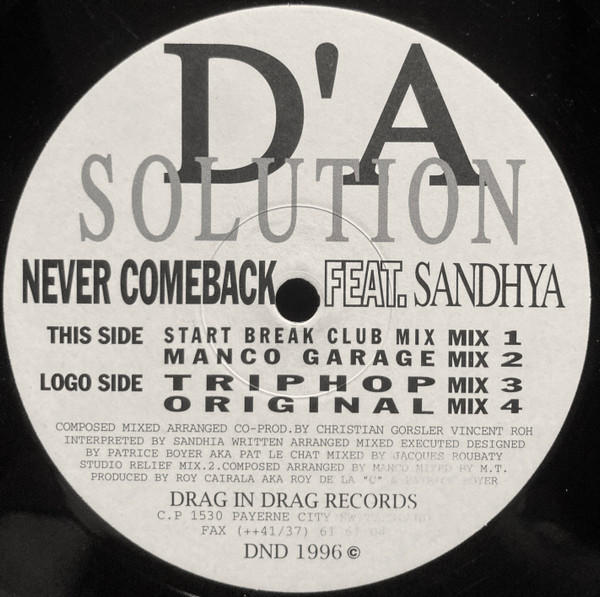 D'A
SOLUTION
NEVER COMEBACK FEAT. SANDHYA
THIS SIDE START BREAK CLUB MIX MIX 1
MANCO GARAGE MIX 2
LOGO SIDE TRIPHOP MIX 3
ORIGINAL MIX 4
COMPOSED MIXED ARRANGED CO-PROD.BY CHRISTIAN GORSLER VINCENT ROH
INTERPRETED BY SANDHIA WRITTEN ARRANGED MIXED EXECUTED DESIGNED
BY PATRICE BOYER AKA PAT LE CHAT MIXED BY JACQUES ROUBATY
STUDIO RELIEF MIX.2.COMPOSED ARRANGED BY MANCO MIXED BY M.T.
PRODUCED BY ROY CAIRALA AKA ROY DE LA "C" & PATRICE BOYER
DRAG IN DRAG RECORDS
C.P 1530 PAYERNE CITY SWITZERLAND
FAX (++41/37) 61 61 04
DND 1996 ©